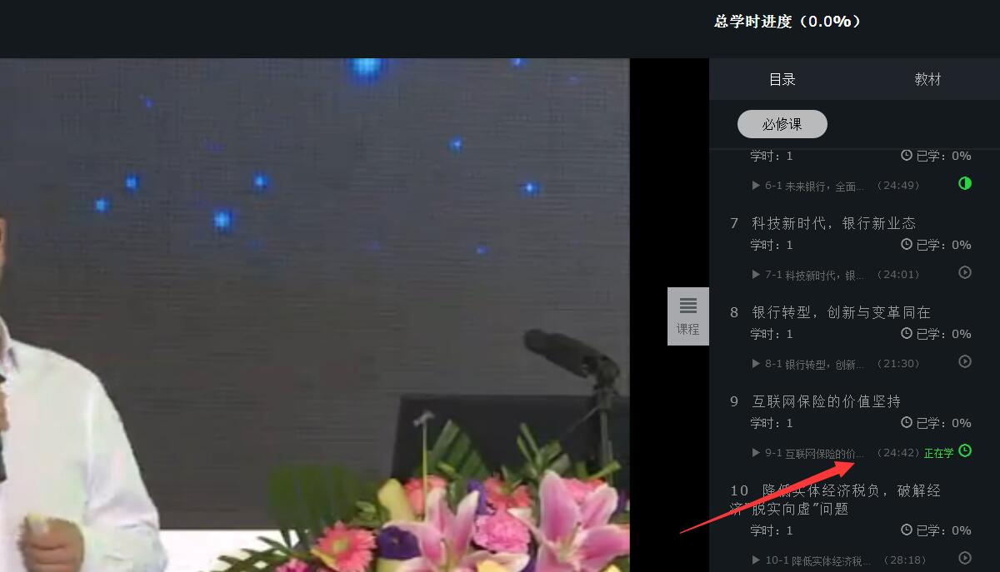 总学时进度（0.0%）
目录
教材
必修课
学时：1 已学：0%
6-1 未来银行，全面... （24:49）
7 科技新时代，银行新业态
学时：1 已学：0%
7-1 科技新时代，银... （24:01）
8 银行转型，创新与变革同在
学时：1 已学：0%
8-1 银行转型，创新... （21:30）
课程
9 互联网保险的价值坚持
学时：1 已学：0%
9-1 互联网保险的价... （24:42） 正在学
10 降低实体经济税负，破解经
济“脱实向虚”问题
学时：1 已学：0%
10-1 降低实体经济税... （28:18）